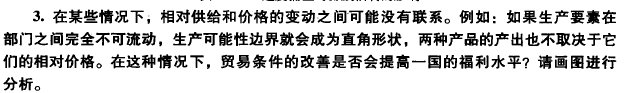 3. 在某些情况下，相对供给和价格的变动之间可能没有联系。例如：如果生产要素在
部门之间完全不可流动，生产可能性边界就会成为直角形状，两种产品的产出也不取决于它
们的相对价格。在这种情况下，贸易条件的改善是否会提高一国的福利水平？请画图进行
分析。